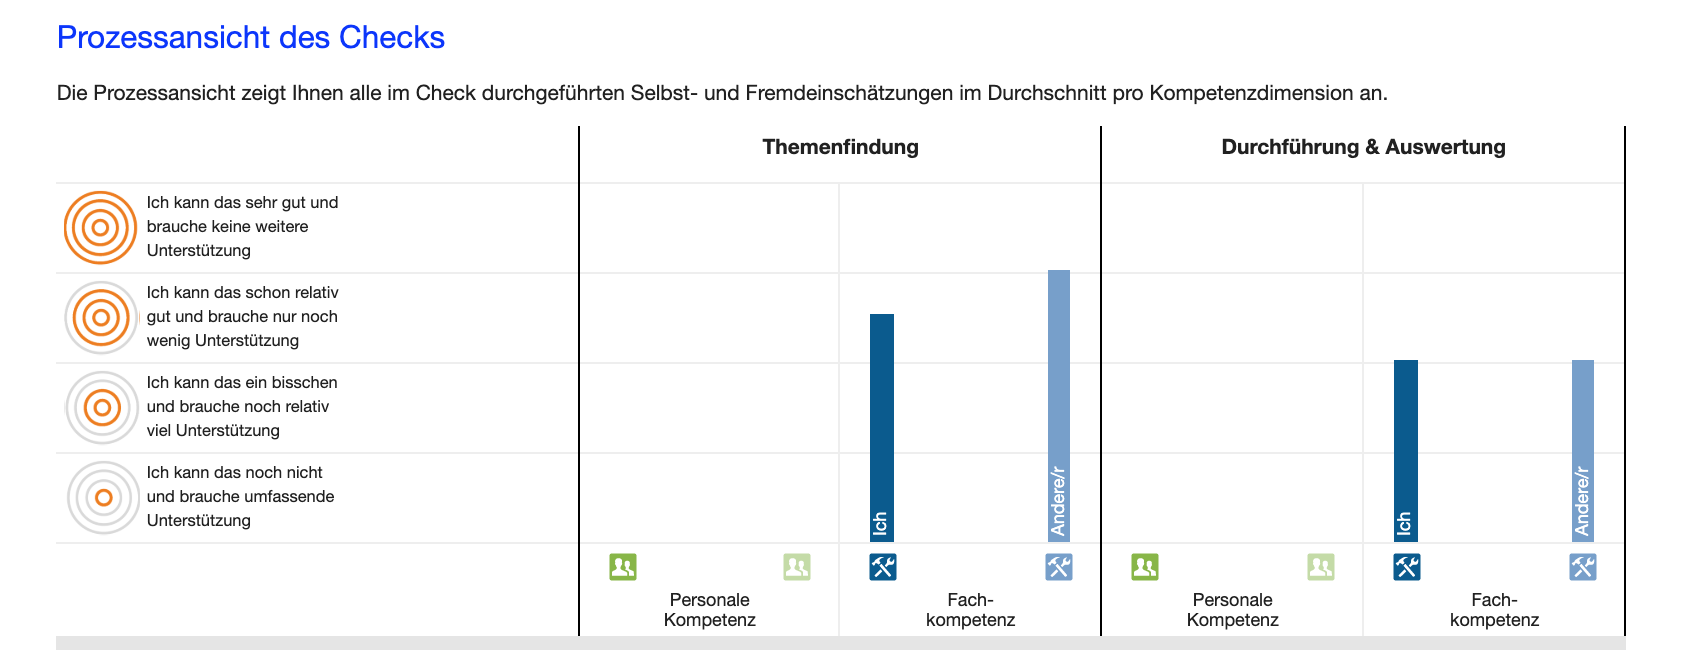 Prozessansicht des Checks
Die Prozessansicht zeigt Ihnen alle im Check durchgeführten Selbst- und Fremdeinschätzungen im Durchschnitt pro Kompetenzdimension an.
Themenfindung
Durchführung & Auswertung
Ich kann das sehr gut und
brauche keine weitere
Unterstützung
Ich kann das schon relativ
gut und brauche nur noch
wenig Unterstützung
Ich kann das ein bisschen
und brauche noch relativ
viel Unterstützung
Ich kann das noch nicht
und brauche umfassende
Unterstützung
Ich
Andere/r
Ich
Andere/r
Personale
Kompetenz
Fach-
kompetenz
Personale
Kompetenz
Fach-
kompetenz